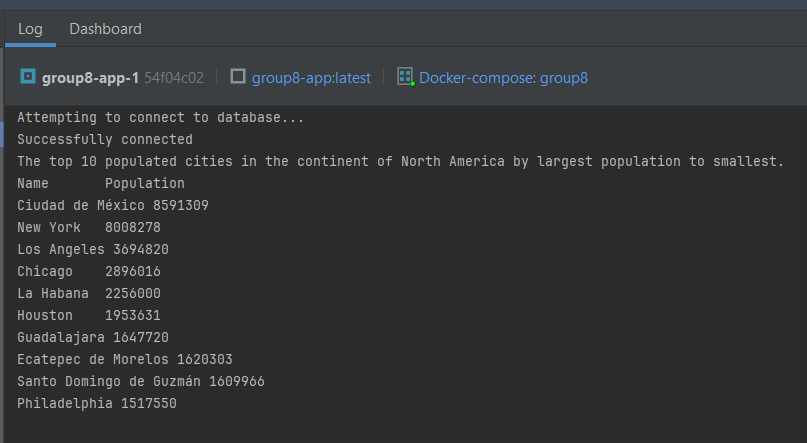 Log Dashboard
group8-app-1 54f04c02 group8-app:latest Docker-compose: group8
Attempting to connect to database...
Successfully connected
The top 10 populated cities in the continent of North America by largest population to smallest.
Name Population
Ciudad de México 8591309
New York 8008278
Los Angeles 3694820
Chicago 2896016
La Habana 2256000
Houston 1953631
Guadalajara 1647720
Ecatepec de Morelos 1620303
Santo Domingo de Guzmán 1609966
Philadelphia 1517550